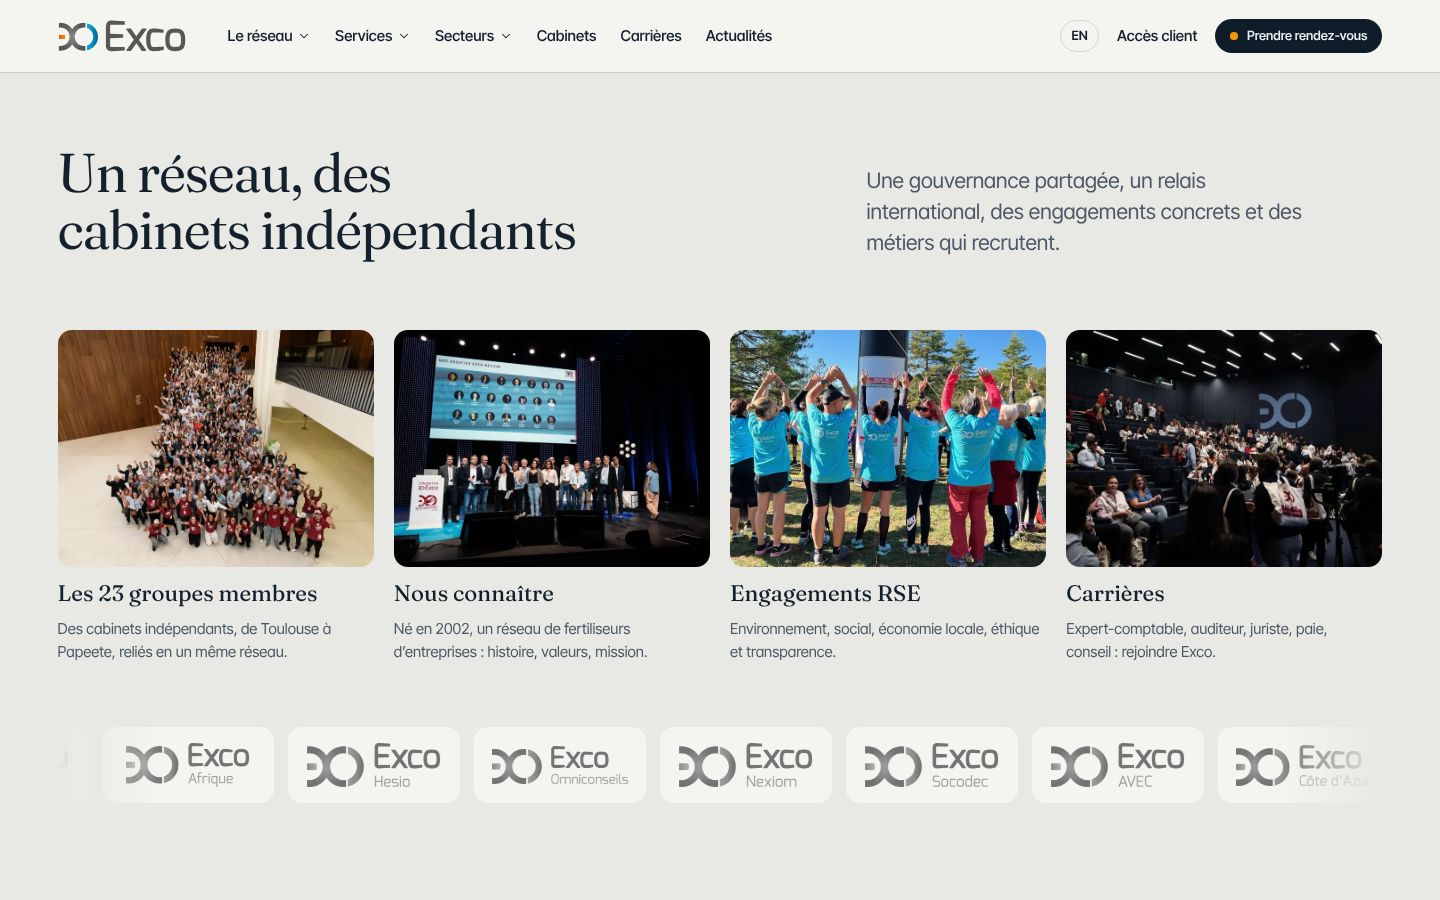 Exco
Le réseau
Services
Secteurs
Cabinets
Carrières
Actualités
EN
Accès client
Prendre rendez-vous
Un réseau, des
cabinets indépendants
Une gouvernance partagée, un relais
international, des engagements concrets et des
métiers qui recrutent.
Les 23 groupes membres
Des cabinets indépendants, de Toulouse à
Papeete, reliés en un même réseau.
Nous connaître
Né en 2002, un réseau de fertiliseurs
d’entreprises : histoire, valeurs, mission.
Engagements RSE
Environnement, social, économie locale, éthique
et transparence.
Carrières
Expert-comptable, auditeur, juriste, paie,
conseil : rejoindre Exco.
Exco
Afrique
Exco
Hesio
Exco
Omniconseils
Exco
Nexiom
Exco
Socodec
Exco
AVEC
Exco
Côte d'Azur